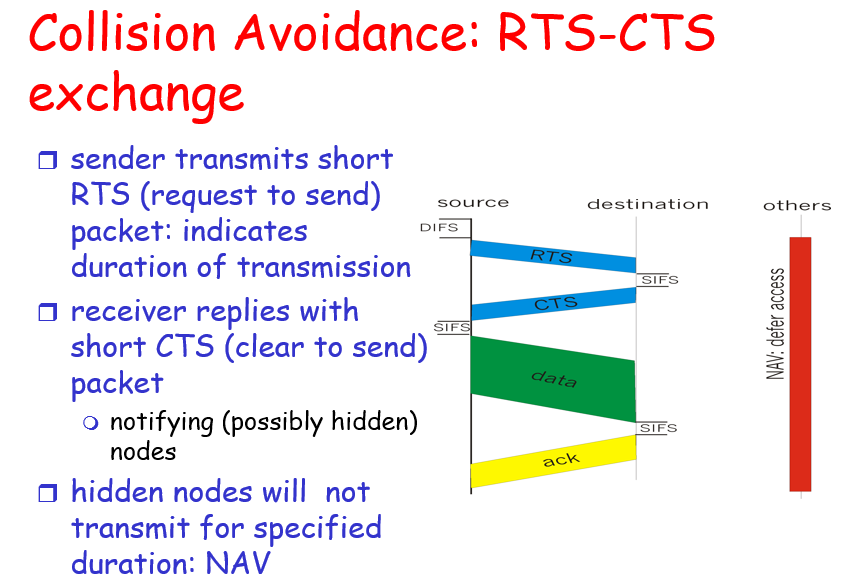 Collision Avoidance: RTS-CTS
exchange
sender transmits short
RTS (request to send)
packet: indicates
duration of transmission
receiver replies with
short CTS (clear to send)
packet
notifying (possibly hidden)
nodes
hidden nodes will not
transmit for specified
duration: NAV
source
destination
others
DIFS
RTS
SIFS
CTS
SIFS
data
SIFS
ack
NAV: defer access